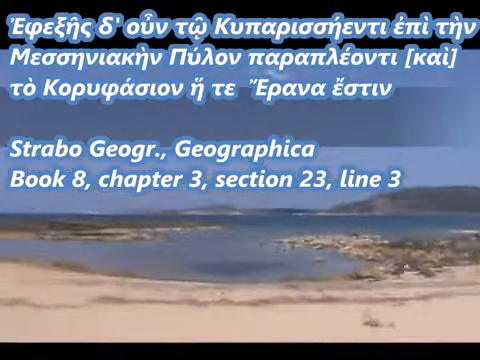 Ἐφεξῆς δ' οὖν τῷ Κυπαρισσήεντι ἐπὶ τὴν
Μεσσηνιακὴν Πύλον παραπλέοντι [καὶ]
τὸ Κορυφάσιον ἥ τε Ἔρανα ἔστιν
Strabo Geogr., Geographica
Book 8, chapter 3, section 23, line 3